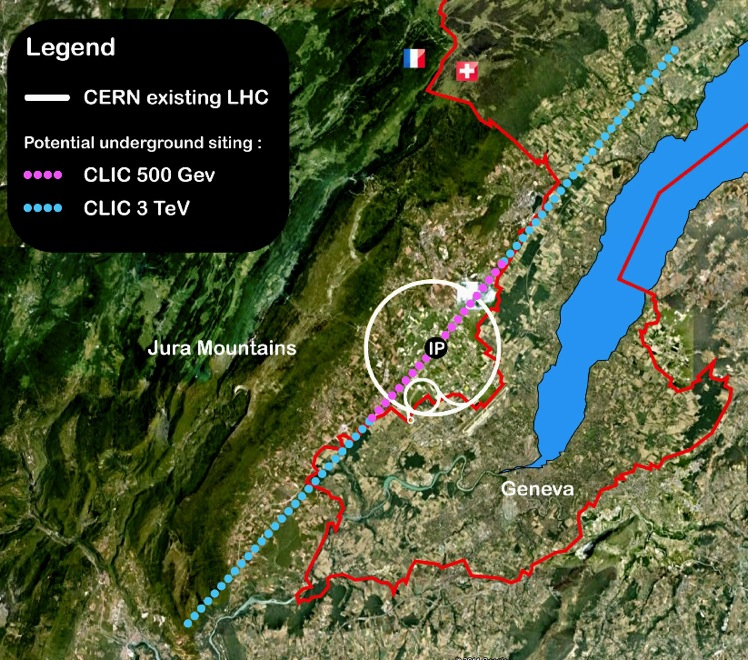 Legend
CERN existing LHC
Potential underground siting :
CLIC 500 Gev
CLIC 3 TeV
Jura Mountains
IP
Geneva